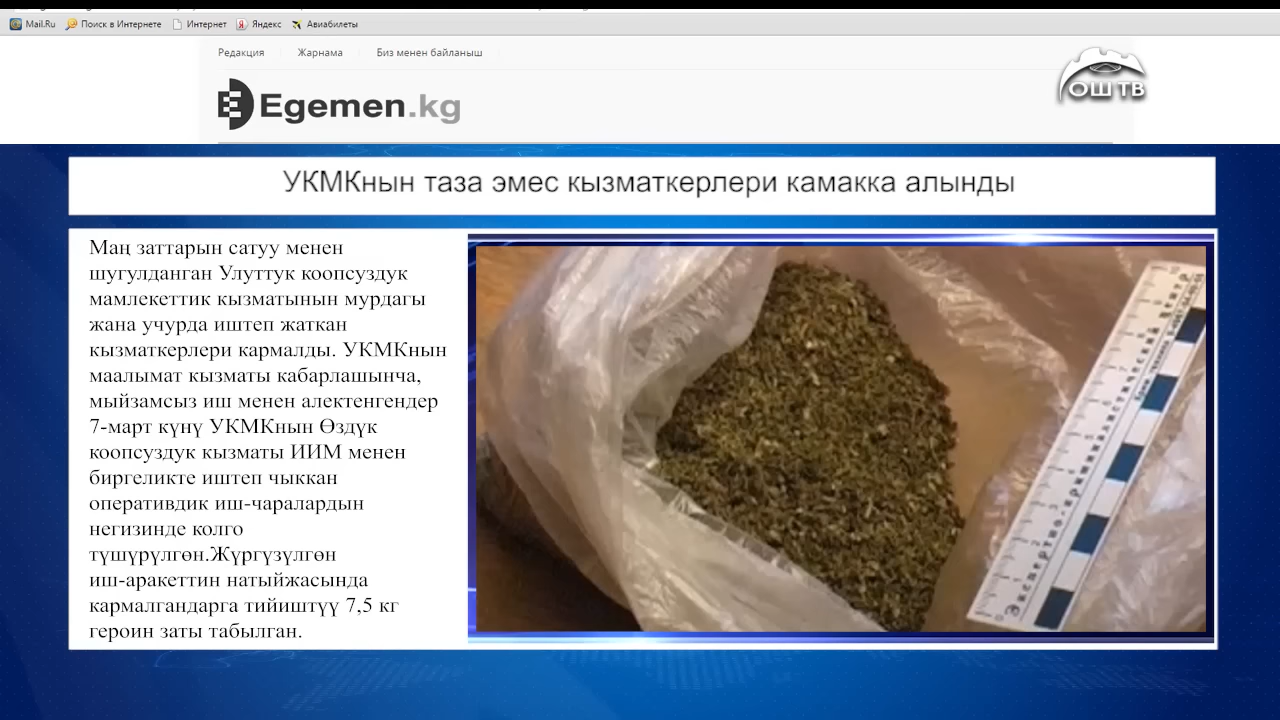 Mail.Ru Поиск в Интернете Интернет Яндекс Авиабилеты
Редакция Жарнама Биз менен байланыш
Egemen.kg
ОШ ТВ
УКМКнын таза эмес кызматкерлери камакка алынды
Маң заттарын сатуу менен
шугулданган Улуттук коопсуздук
мамлекеттик кызматынын мурдагы
жана учурда иштеп жаткан
кызматкерлери кармалды. УКМКнын
маалымат кызматы кабарлашынча,
мыйзамсыз иш менен алектенгендер
7-март күнү УКМКнын Өздүк
коопсуздук кызматы ИИМ менен
биргеликте иштеп чыккан
оперативдик иш-чаралардын
негизинде колго
түшүрүлгөн.Жүргүзүлгөн
иш-аракеттин натыйжасында
кармалгандарга тийиштүү 7,5 кг
героин заты табылган.